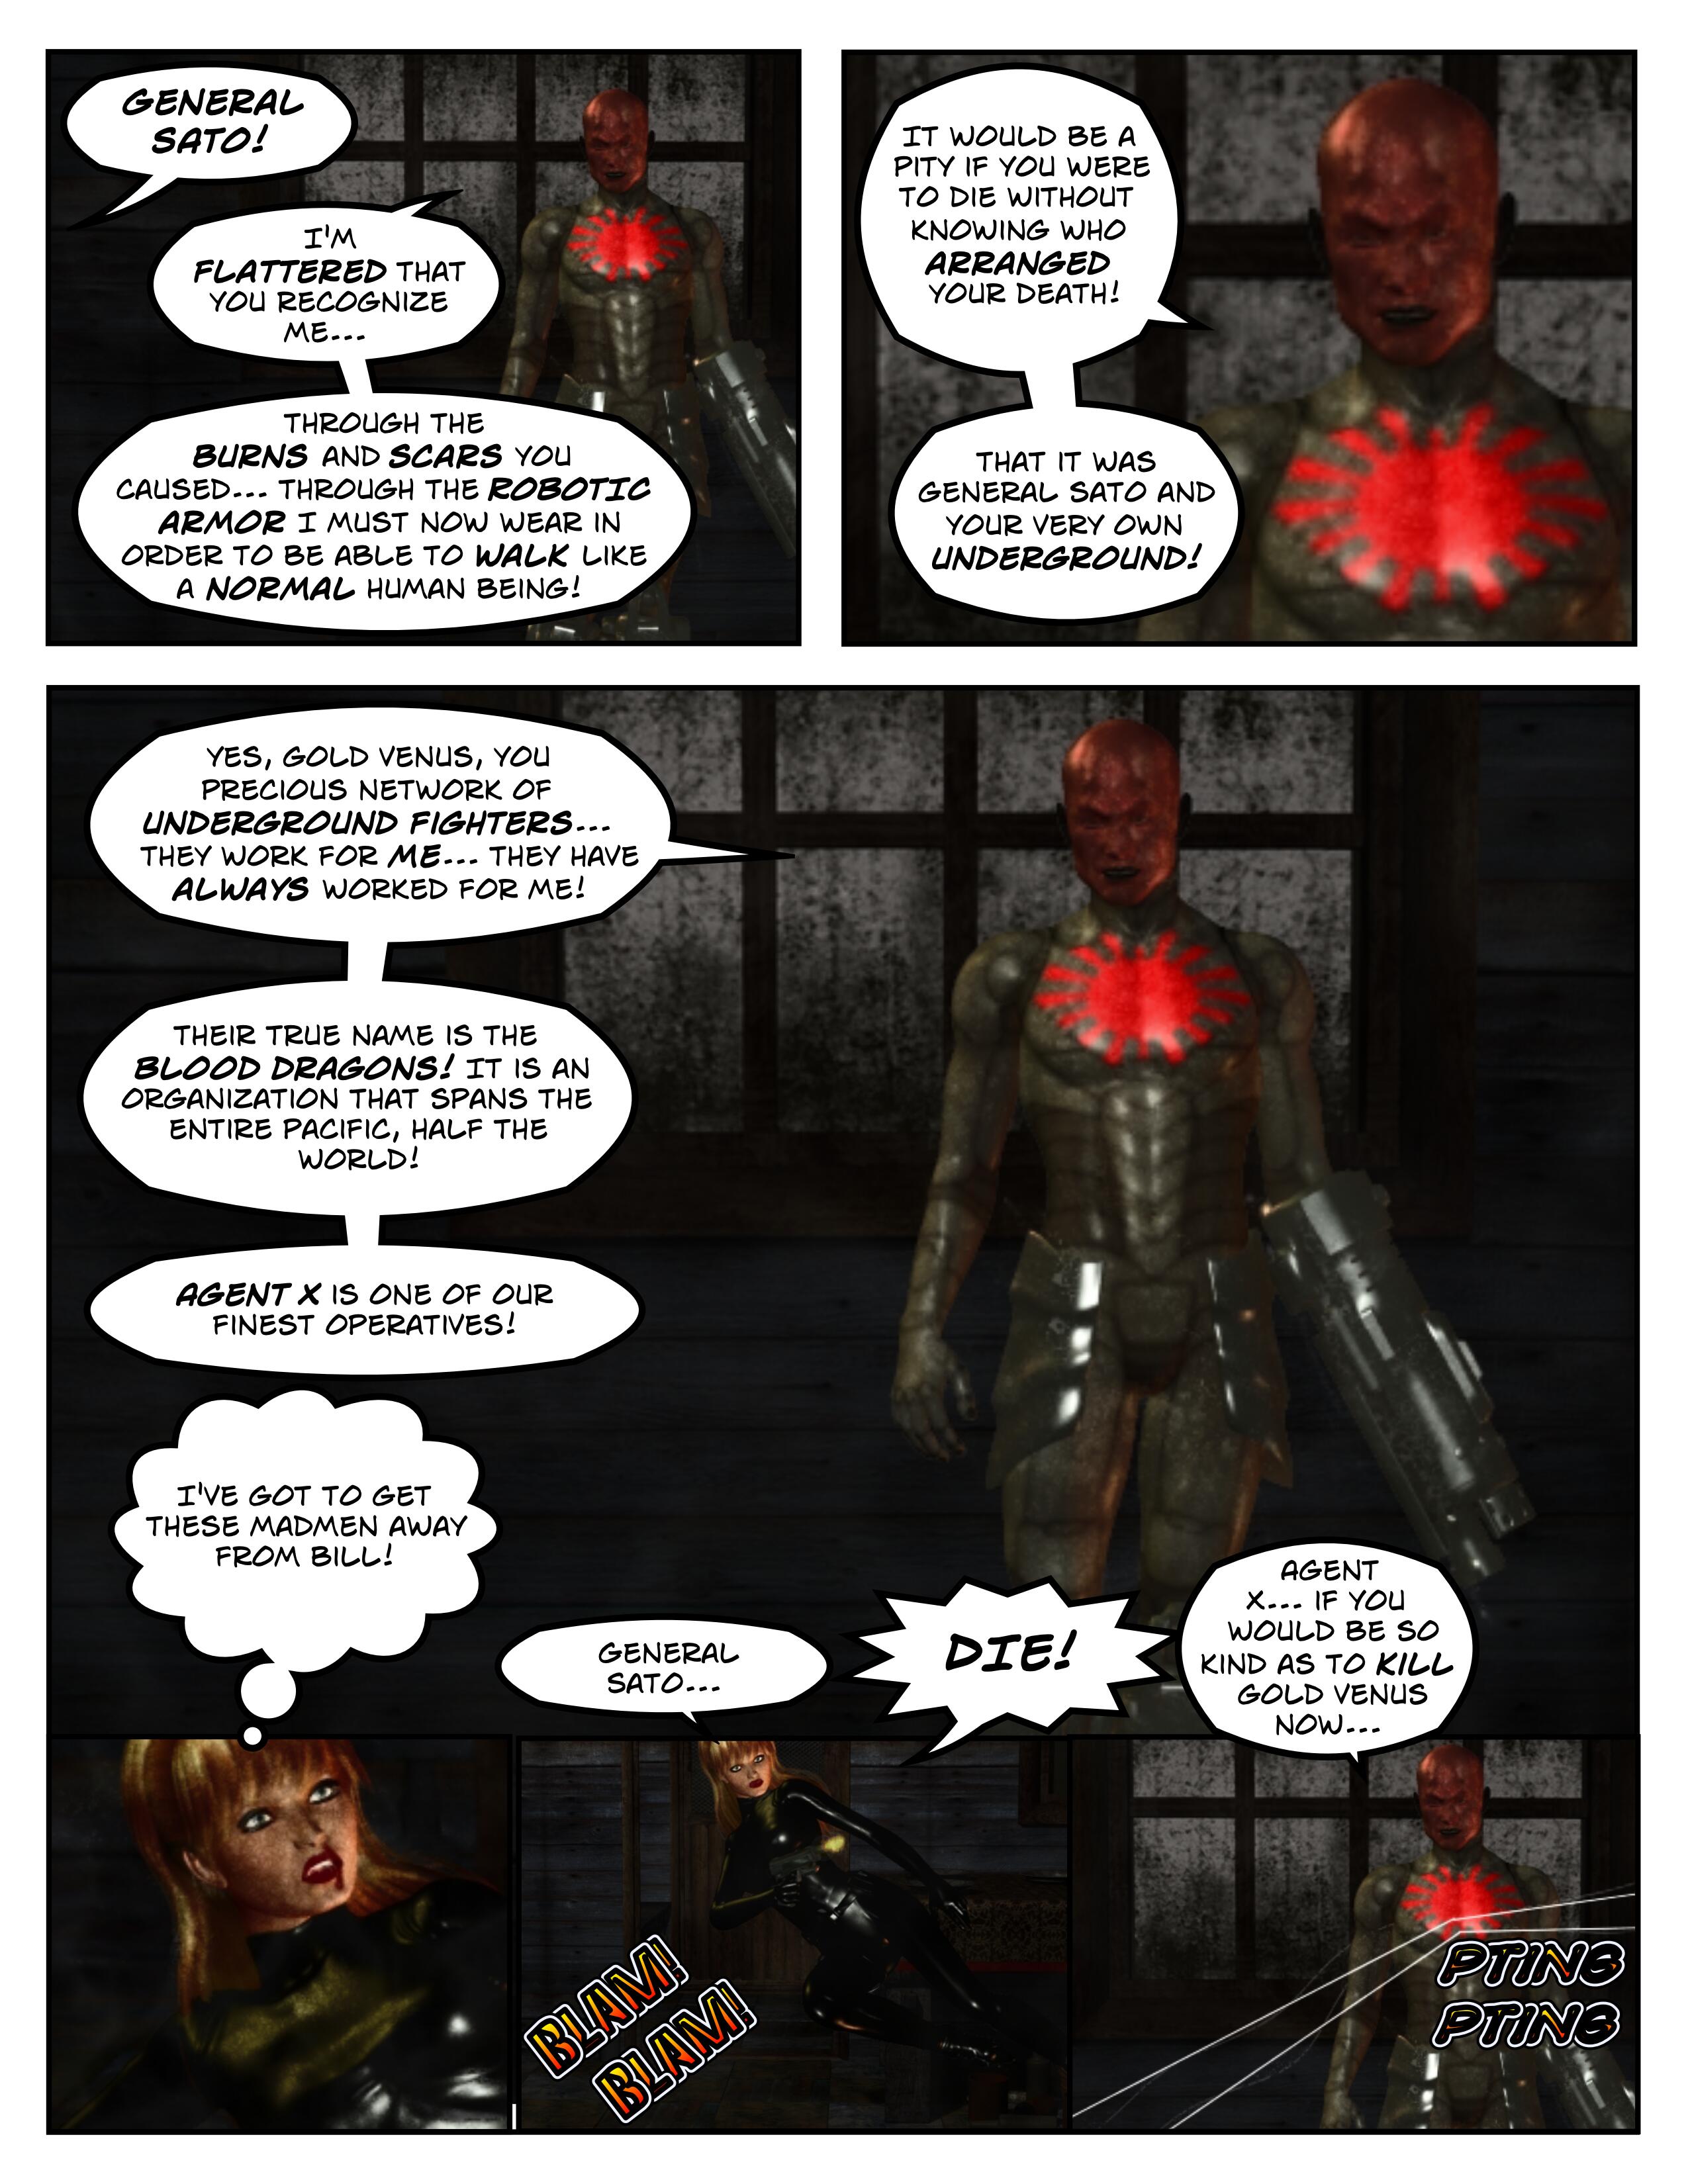 GENERAL
SATO!
I'M
FLATTERED THAT
YOU RECOGNIZE
ME...
THROUGH THE
BURNS AND SCARS YOU
CAUSED... THROUGH THE ROBOTIC
ARMOR I MUST NOW WEAR IN
ORDER TO BE ABLE TO WALK LIKE
A NORMAL HUMAN BEING!
IT WOULD BE A
PITY IF YOU WERE
TO DIE WITHOUT
KNOWING WHO
ARRANGED
YOUR DEATH!
THAT IT WAS
GENERAL SATO AND
YOUR VERY OWN
UNDERGROUND!
YES, GOLD VENUS, YOU
PRECIOUS NETWORK OF
UNDERGROUND FIGHTERS...
THEY WORK FOR ME... THEY HAVE
ALWAYS WORKED FOR ME!
THEIR TRUE NAME IS THE
BLOOD DRAGONS! IT IS AN
ORGANIZATION THAT SPANS THE
ENTIRE PACIFIC, HALF THE
WORLD!
AGENT X IS ONE OF OUR
FINEST OPERATIVES!
I'VE GOT TO GET
THESE MADMEN AWAY
FROM BILL!
GENERAL
SATO...
DIE!
BLAM!
BLAM!
AGENT
X... IF YOU
WOULD BE SO
KIND AS TO KILL
GOLD VENUS
NOW...
PTING
PTING